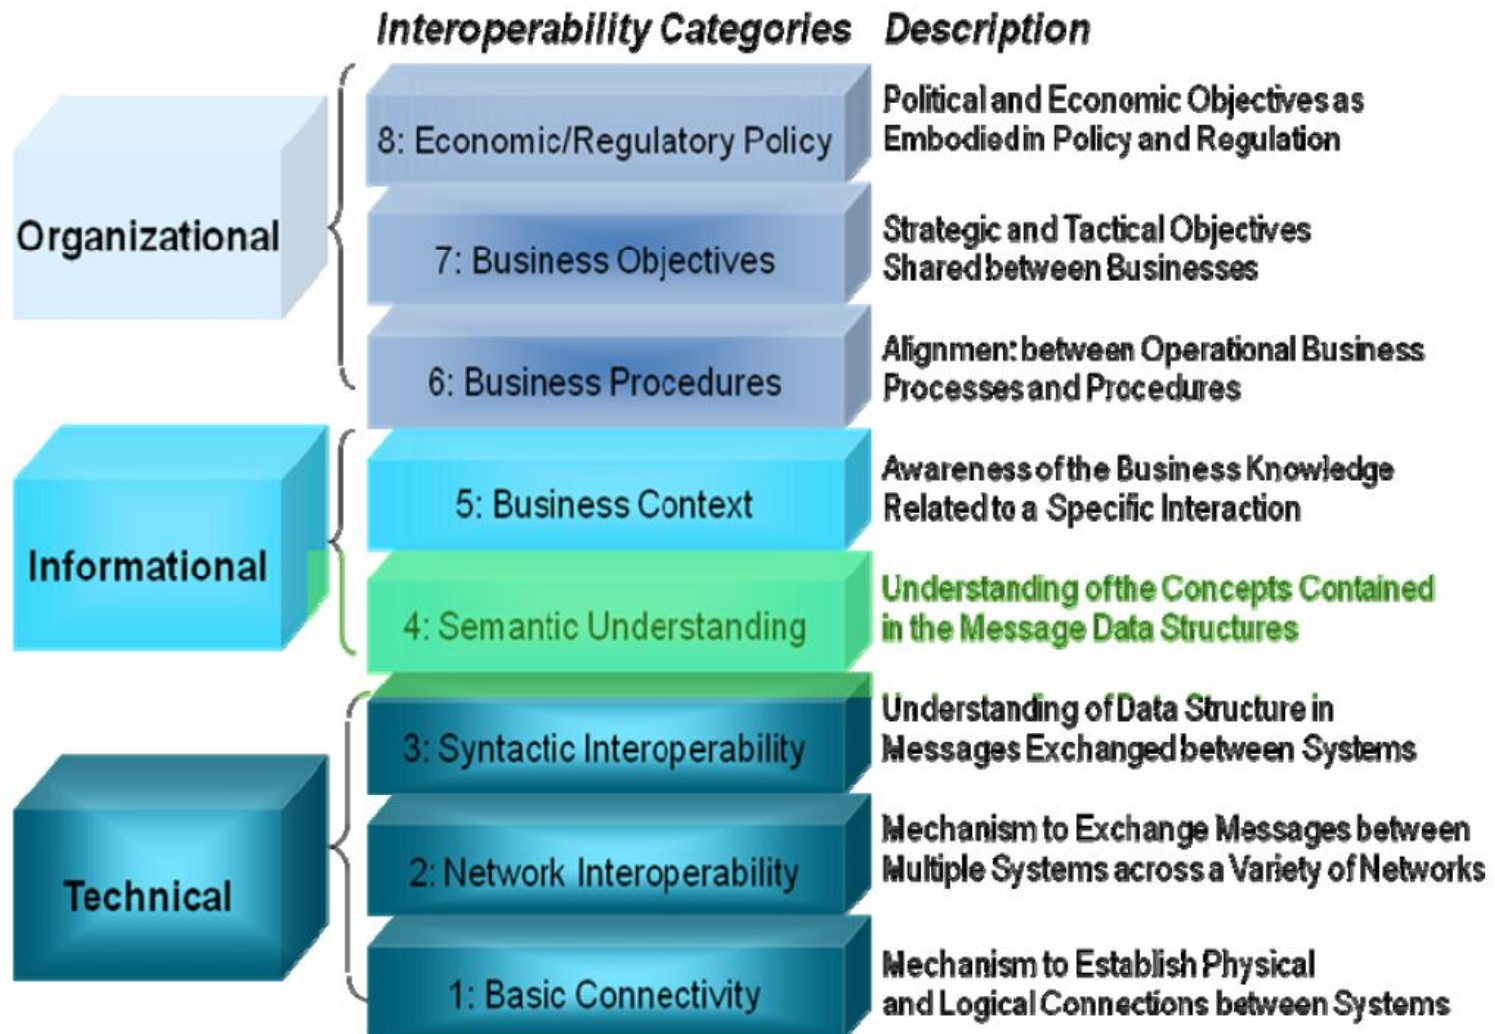 Interoperability Categories Description
Organizational
8: Economic/Regulatory Policy
Political and Economic Objectives as
Embodied in Policy and Regulation
7: Business Objectives
Strategic and Tactical Objectives
Shared between Businesses
6: Business Procedures
Alignment between Operational Business
Processes and Procedures
Informational
5: Business Context
Awareness of the Business Knowledge
Related to a Specific Interaction
4: Semantic Understanding
Understanding of the Concepts Contained
in the Message Data Structures
Technical
3: Syntactic Interoperability
Understanding of Data Structure in
Messages Exchanged between Systems
2: Network Interoperability
Mechanism to Exchange Messages between
Multiple Systems across a Variety of Networks
1: Basic Connectivity
Mechanism to Establish Physical
and Logical Connections between Systems